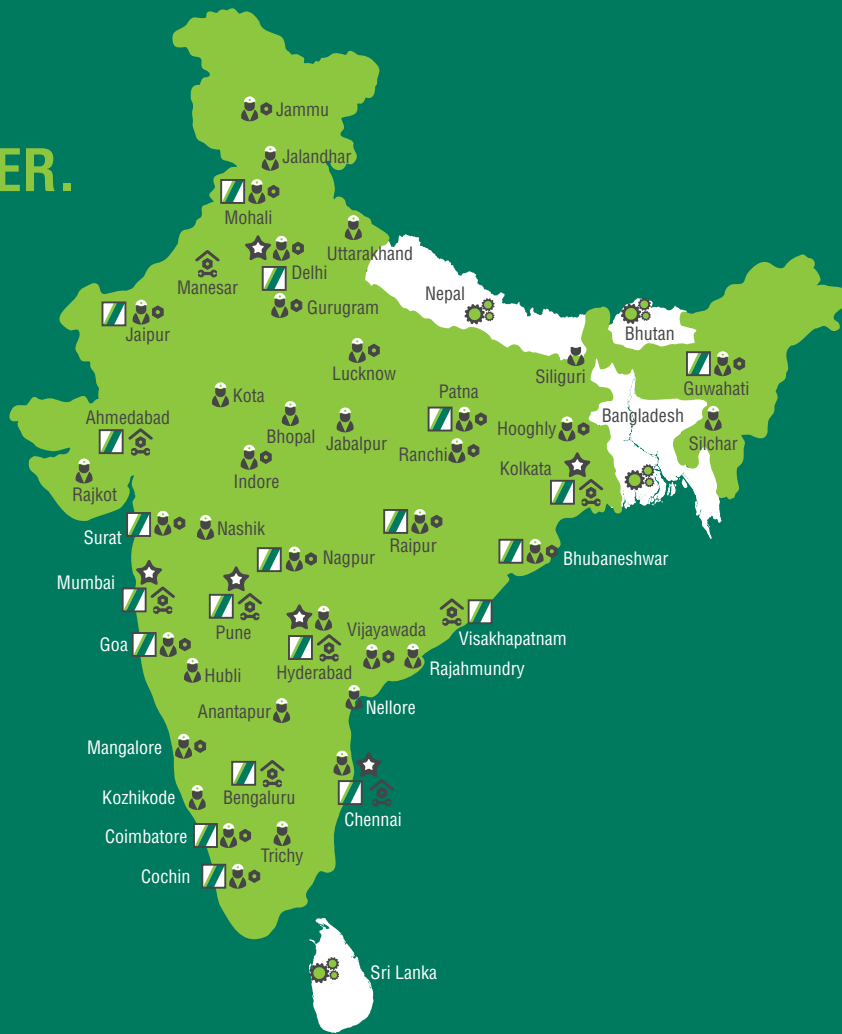 Jammu
ER.
Jalandhar
Mohali
Uttarakhand
Delhi
Manesar
Nepal
Gurugram
Jaipur
Bhutan
Lucknow
Siliguri
Guwahati
Kota
Patna
Ahmedabad
Bhopal
Jabalpur
Bangladesh
Hooghly
Silchar
Ranchi
Kolkata
Indore
Rajkot
Surat
Nashik
Raipur
Nagpur
Bhubaneshwar
Mumbai
Pune
Vijayawada
Visakhapatnam
Goa
Hyderabad
Rajahmundry
Hubli
Anantapur
Nellore
Mangalore
Kozhikode
Bengaluru
Chennai
Coimbatore
Trichy
Cochin
Sri Lanka